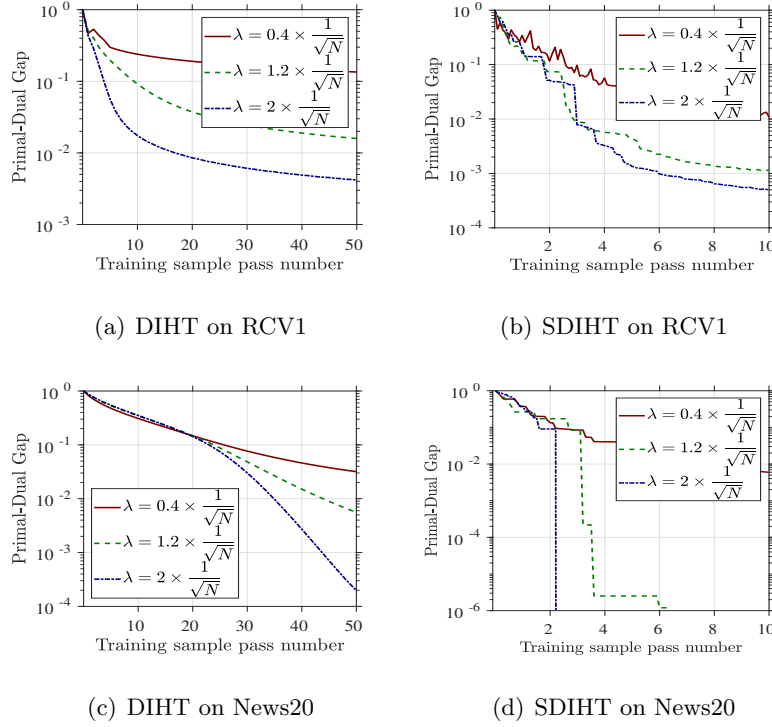 10^0
10^-1
10^-2
10^-3
Primal-Dual Gap
λ = 0.4 × 1/√N
λ = 1.2 × 1/√N
λ = 2 × 1/√N
10 20 30 40 50
Training sample pass number
(a) DIHT on RCV1
10^0
10^-1
10^-2
10^-3
10^-4
Primal-Dual Gap
λ = 0.4 × 1/√N
λ = 1.2 × 1/√N
λ = 2 × 1/√N
2 4 6 8 10
Training sample pass number
(b) SDIHT on RCV1
10^0
10^-1
10^-2
10^-3
10^-4
Primal-Dual Gap
λ = 0.4 × 1/√N
λ = 1.2 × 1/√N
λ = 2 × 1/√N
10 20 30 40 50
Training sample pass number
(c) DIHT on News20
10^0
10^-2
10^-4
10^-6
Primal-Dual Gap
λ = 0.4 × 1/√N
λ = 1.2 × 1/√N
λ = 2 × 1/√N
2 4 6 8 10
Training sample pass number
(d) SDIHT on News20